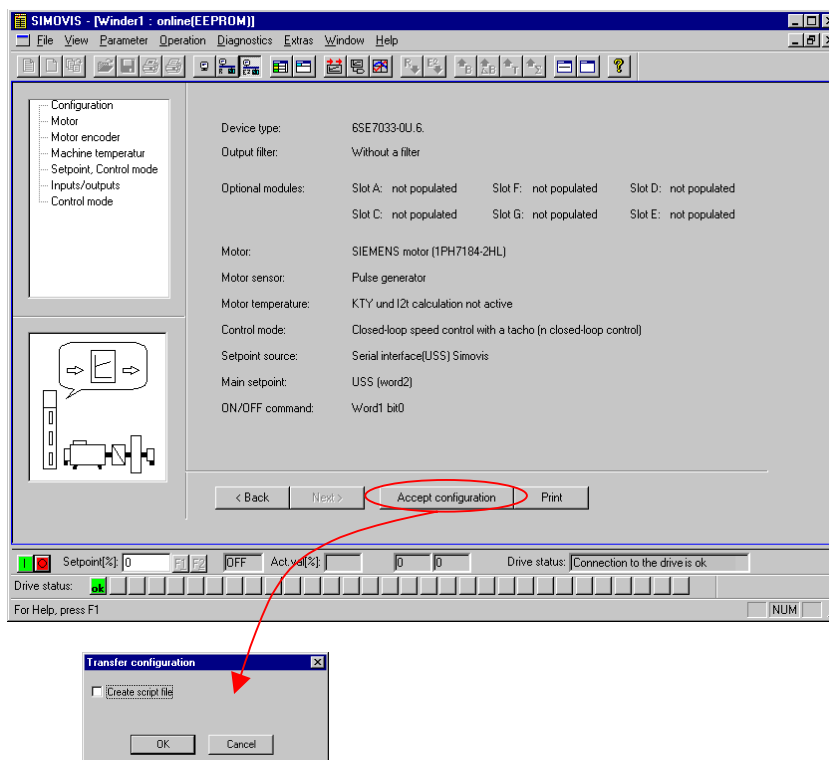 SIMOVIS - [Winder1 : online(EEPROM)]
File View Parameter Operation Diagnostics Extras Window Help
Configuration
Motor
Motor encoder
Machine temperatur
Setpoint, Control mode
Inputs/outputs
Control mode
Device type: 6SE7033-0U.6.
Output filter: Without a filter
Optional modules: Slot A: not populated Slot F: not populated Slot D: not populated
Slot C: not populated Slot G: not populated Slot E: not populated
Motor: SIEMENS motor (1PH7184-2HL)
Motor sensor: Pulse generator
Motor temperature: KTY und I2t calculation not active
Control mode: Closed-loop speed control with a tacho (n closed-loop control)
Setpoint source: Serial interface(USS) Simovis
Main setpoint: USS (word2)
ON/OFF command: Word1 bit0
< Back Next > Accept configuration Print
Setpoint[%]: 0 F1 F2 OFF Act.val[%]: 0 0 Drive status: Connection to the drive is ok
Drive status: ok
For Help, press F1 NUM
Transfer configuration
Create script file
OK Cancel